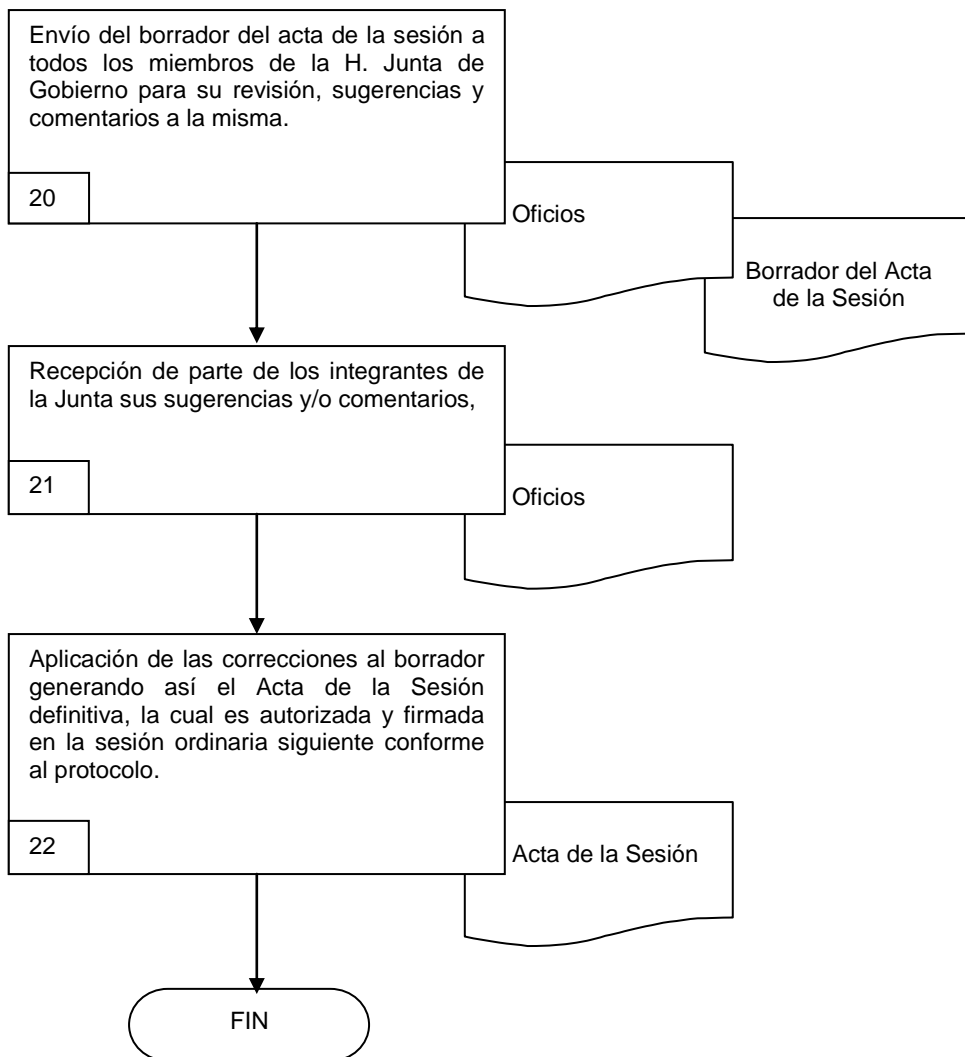 Envío del borrador del acta de la sesión a
todos los miembros de la H. Junta de
Gobierno para su revisión, sugerencias y
comentarios a la misma.
20
Oficios
Borrador del Acta
de la Sesión
Recepción de parte de los integrantes de
la Junta sus sugerencias y/o comentarios,
21
Oficios
Aplicación de las correcciones al borrador
generando así el Acta de la Sesión
definitiva, la cual es autorizada y firmada
en la sesión ordinaria siguiente conforme
al protocolo.
22
Acta de la Sesión
FIN